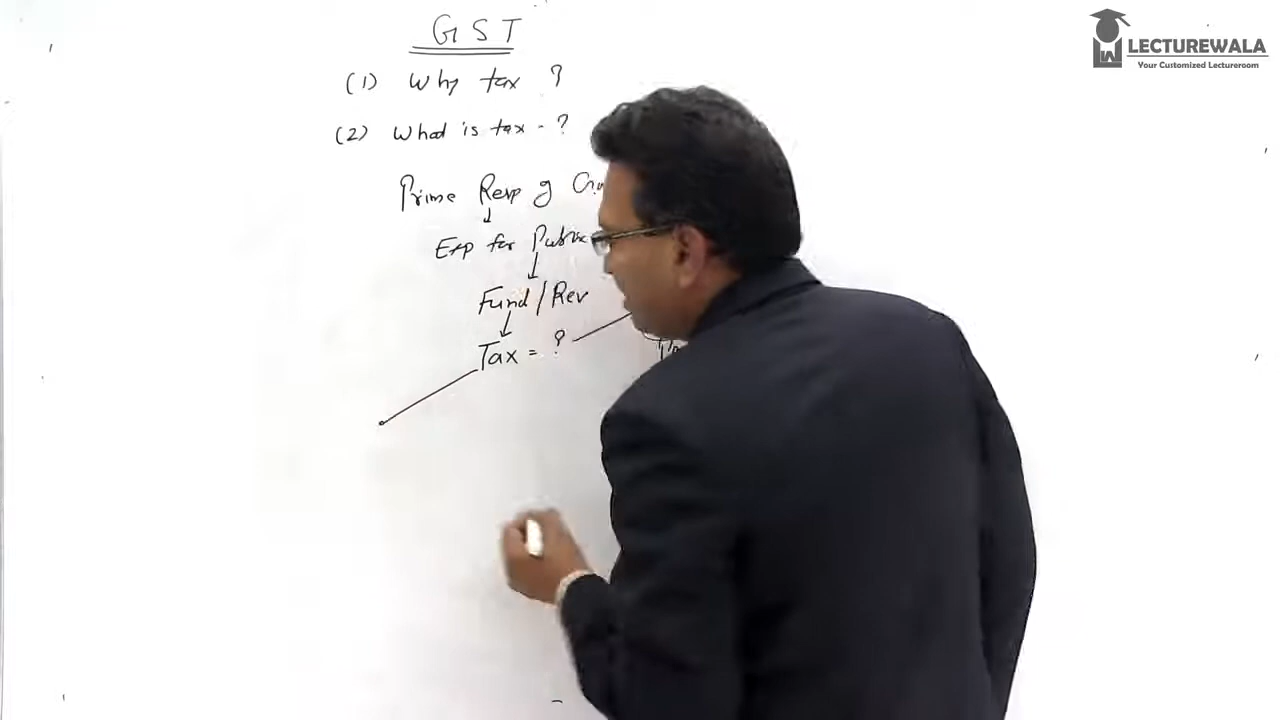 GST
(1) Why tax ?
(2) What is tax - ?
Prime Resp of
Exp for Public
Fund/Rev
Tax = ?
LECTUREWALA
Your Customized Lectureroom